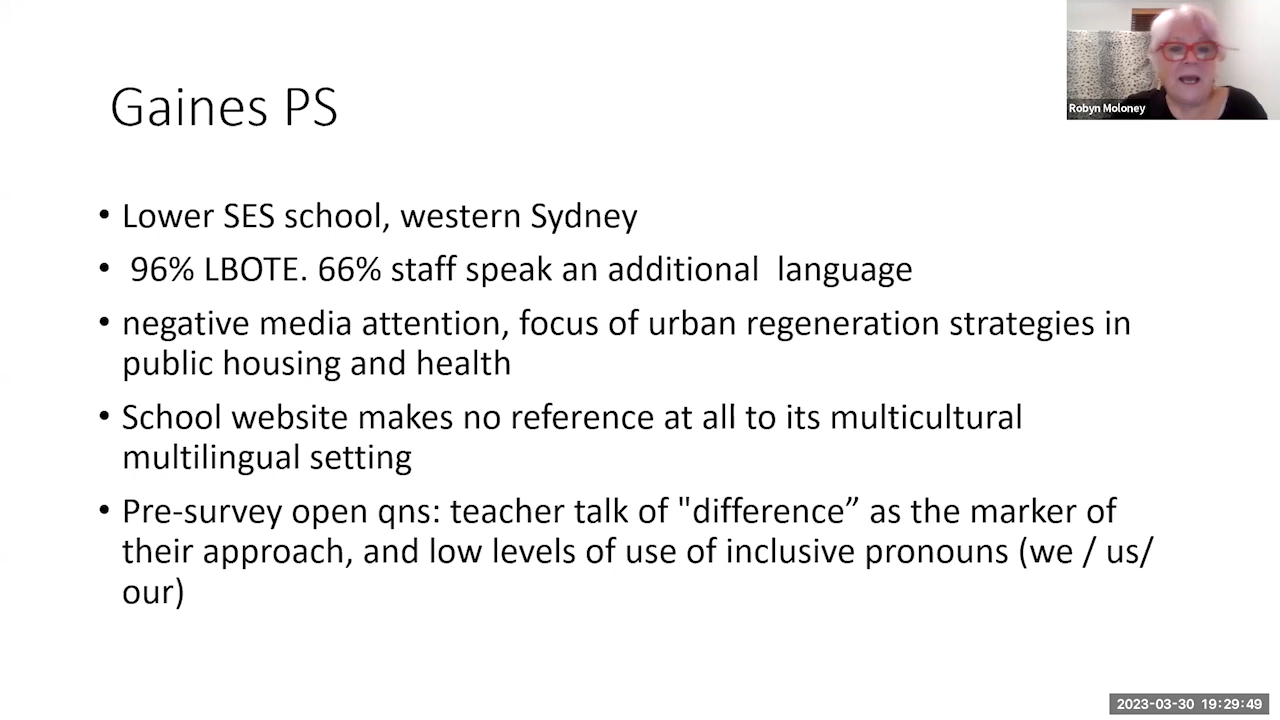 Gaines PS
Robyn Moloney
• Lower SES school, western Sydney
• 96% LBOTE. 66% staff speak an additional language
• negative media attention, focus of urban regeneration strategies in
public housing and health
• School website makes no reference at all to its multicultural
multilingual setting
• Pre-survey open qns: teacher talk of "difference” as the marker of
their approach, and low levels of use of inclusive pronouns (we / us/
our)
2023-03-30 19:29:49